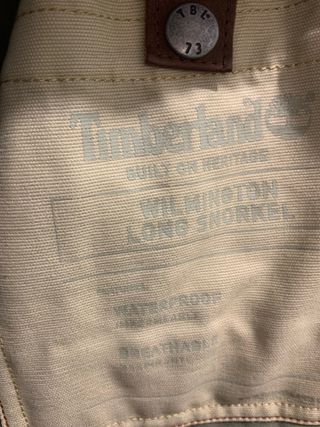 TBL
73
Timberland
BUILT ON HERITAGE
WILMINGTON
LONG SNORKEL
WATERPROOF
BREATHABLE